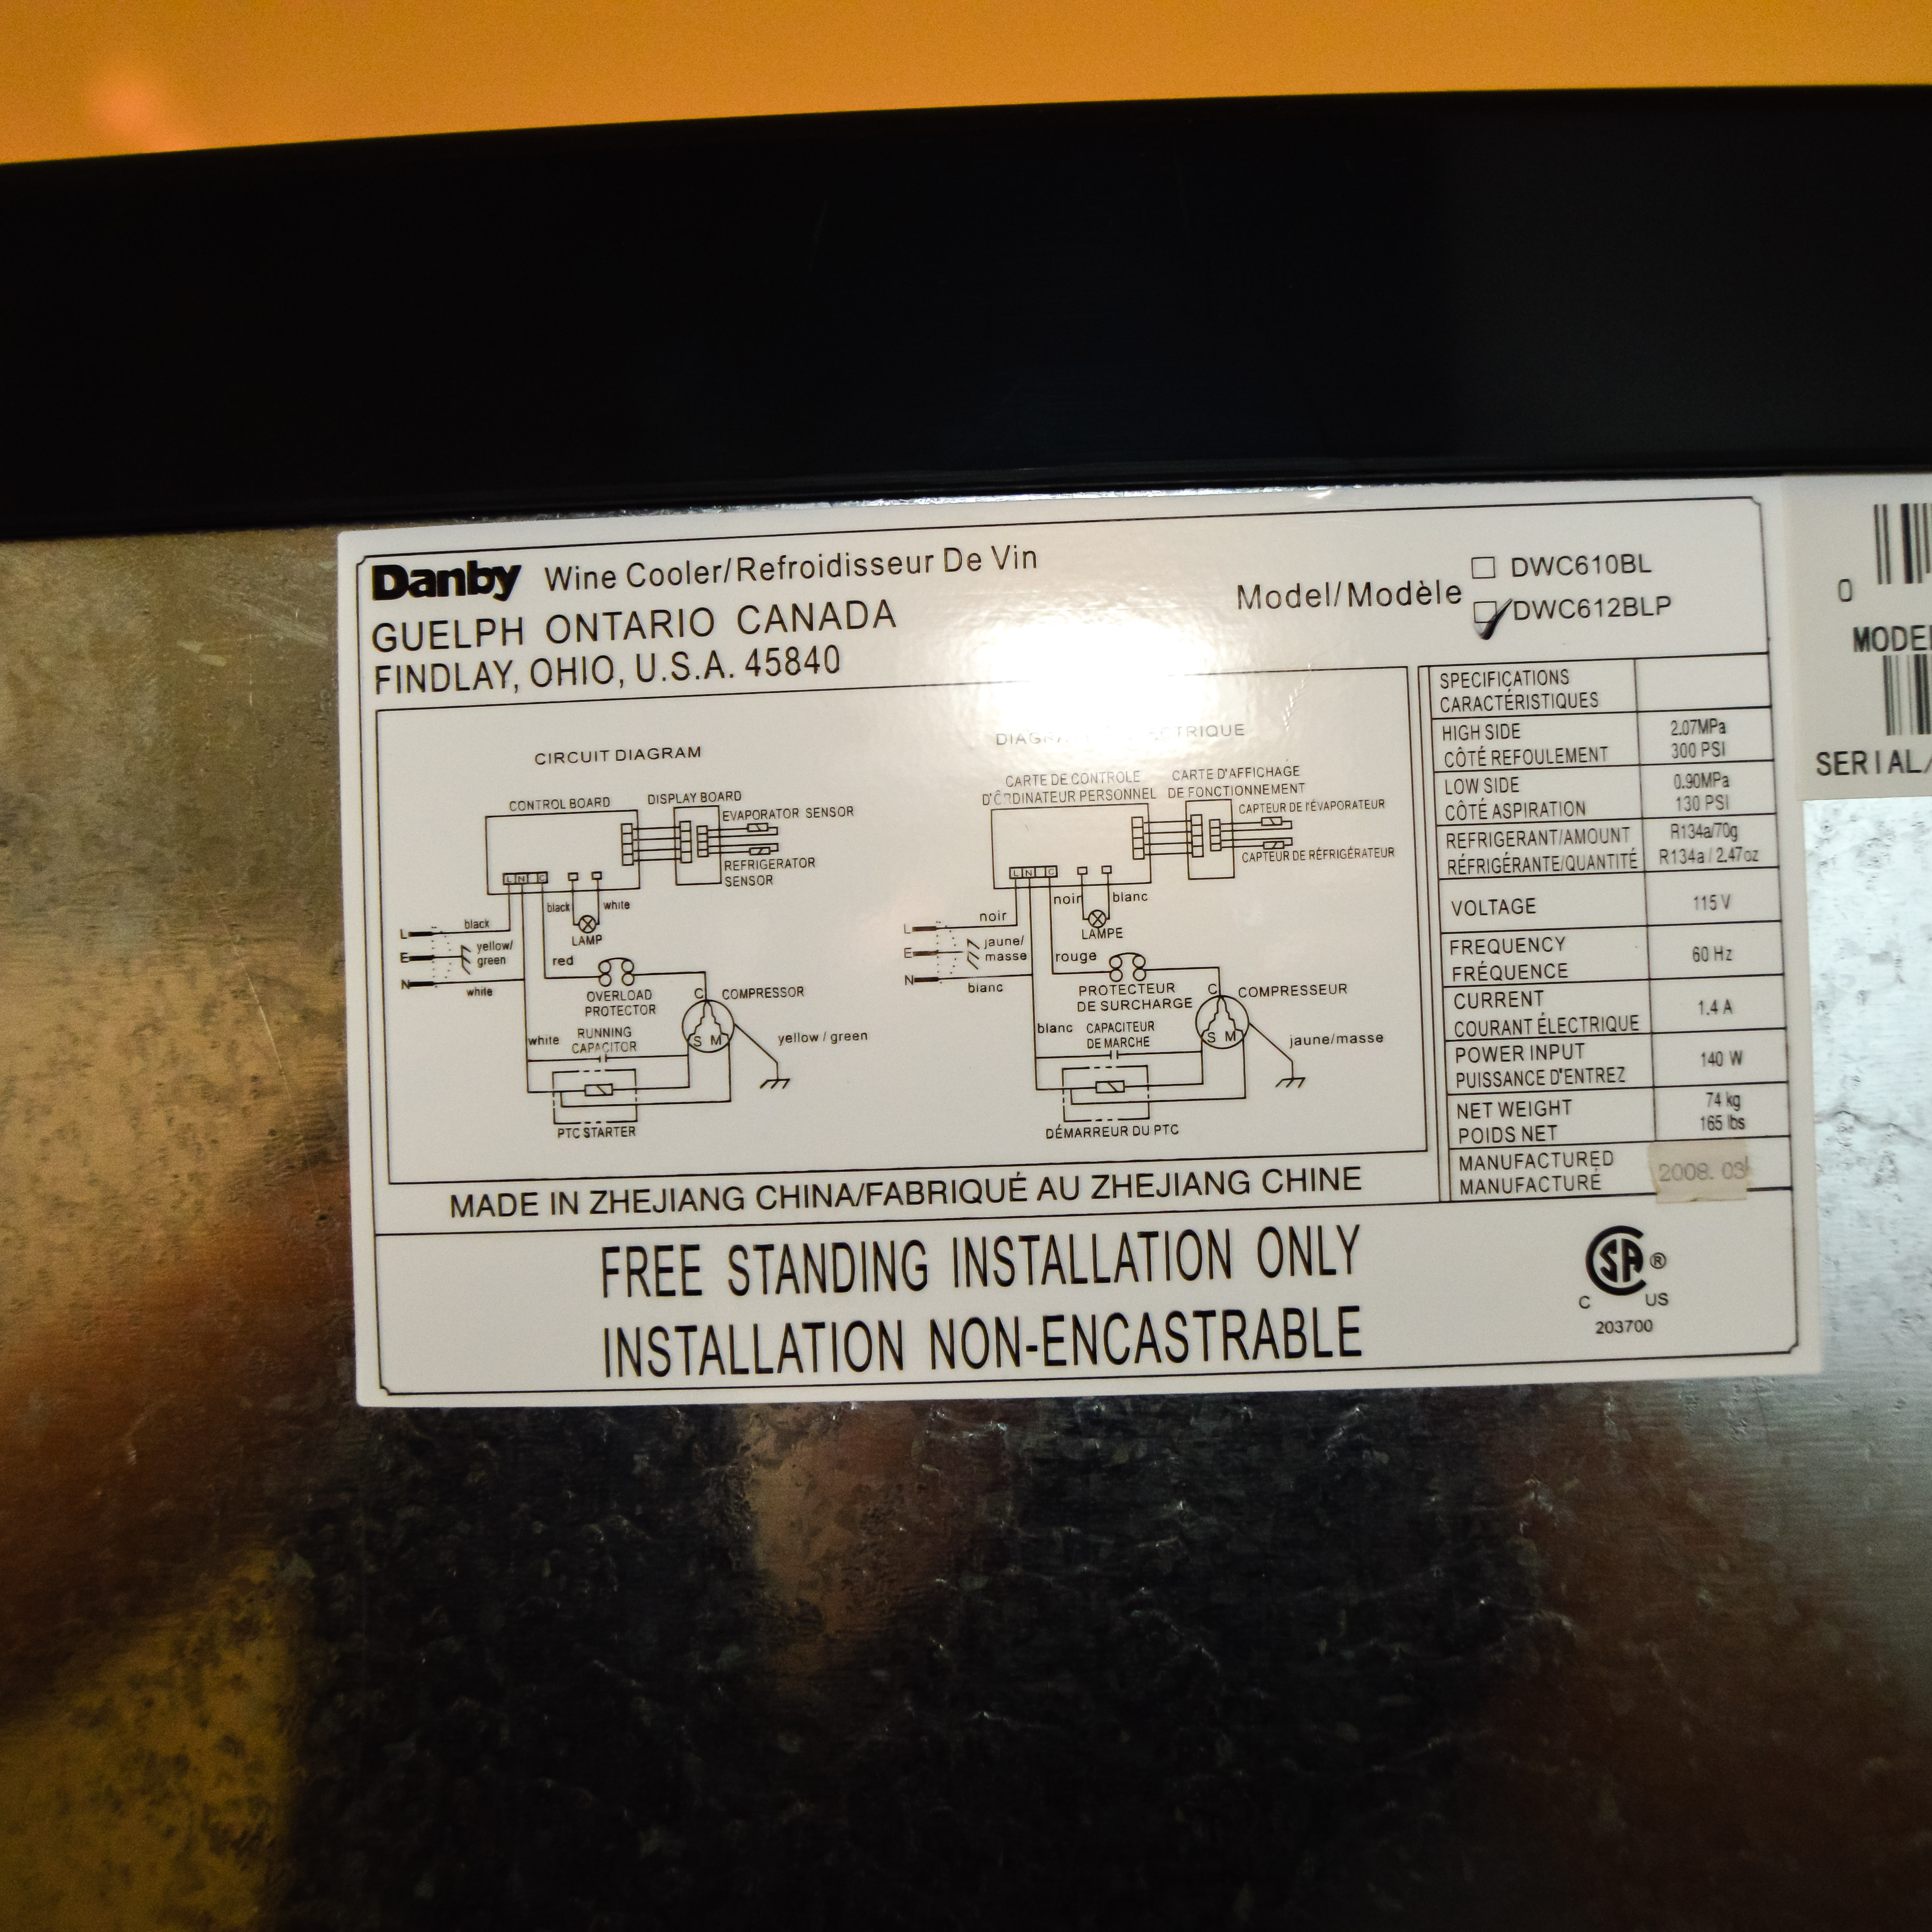 Danby Wine Cooler/Refroidisseur De Vin
GUELPH ONTARIO CANADA
FINDLAY, OHIO, U.S.A. 45840
Model/Modèle
DWC610BL
DWC612BLP
CIRCUIT DIAGRAM
CONTROL BOARD
DISPLAY BOARD
EVAPORATOR SENSOR
REFRIGERATOR
SENSOR
L N C
black
white
LAMP
L
black
E
yellow/
green
N
white
red
OVERLOAD
PROTECTOR
C
COMPRESSOR
S M
white
RUNNING
CAPACITOR
yellow / green
PTC STARTER
CARTE DE CONTRÔLE
D'ÔRDINATEUR PERSONNEL
CARTE D'AFFICHAGE
DE FONCTIONNEMENT
CAPTEUR DE l'ÉVAPORATEUR
CAPTEUR DE RÉFRIGÉRATEUR
L N C
noir
blanc
LAMPE
L
noir
E
jaune/
masse
N
blanc
rouge
PROTECTEUR
DE SURCHARGE
C
COMPRESSEUR
S M
blanc
CAPACITEUR
DE MARCHE
jaune/masse
DÉMARREUR DU PTC
SPECIFICATIONS
CARACTÉRISTIQUES
HIGH SIDE 2.07MPa
CÔTÉ REFOULEMENT 300 PSI
LOW SIDE 0.90MPa
CÔTÉ ASPIRATION 130 PSI
REFRIGERANT/AMOUNT R134a/70g
RÉFRIGÉRANTE/QUANTITÉ R134a / 2.47oz
VOLTAGE 115 V
FREQUENCY
FRÉQUENCE
60 Hz
CURRENT
COURANT ÉLECTRIQUE
1.4 A
POWER INPUT
PUISSANCE D'ENTREZ
140 W
NET WEIGHT 74 kg
POIDS NET 165 lbs
MANUFACTURED
MANUFACTURÉ
2008. 03
MADE IN ZHEJIANG CHINA/FABRIQUÉ AU ZHEJIANG CHINE
FREE STANDING INSTALLATION ONLY
INSTALLATION NON-ENCASTRABLE
SA ®
C US
203700
0
MODEL
SERIAL/